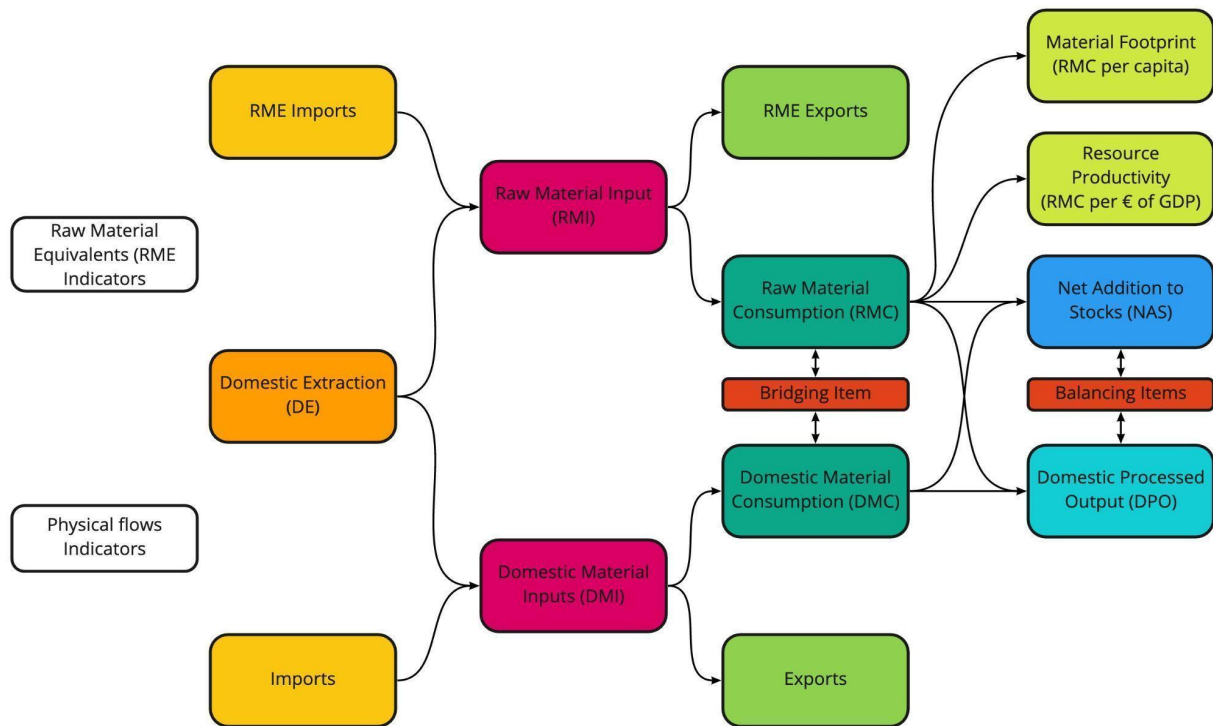 Material Footprint
(RMC per capita)
RME Imports
RME Exports
Resource
Productivity
(RMC per € of GDP)
Raw Material Input
(RMI)
Raw Material
Equivalents (RME
Indicators
Raw Material
Consumption (RMC)
Net Addition to
Stocks (NAS)
Domestic Extraction
(DE)
Bridging Item
Balancing Items
Domestic Material
Consumption (DMC)
Domestic Processed
Output (DPO)
Physical flows
Indicators
Domestic Material
Inputs (DMI)
Imports
Exports